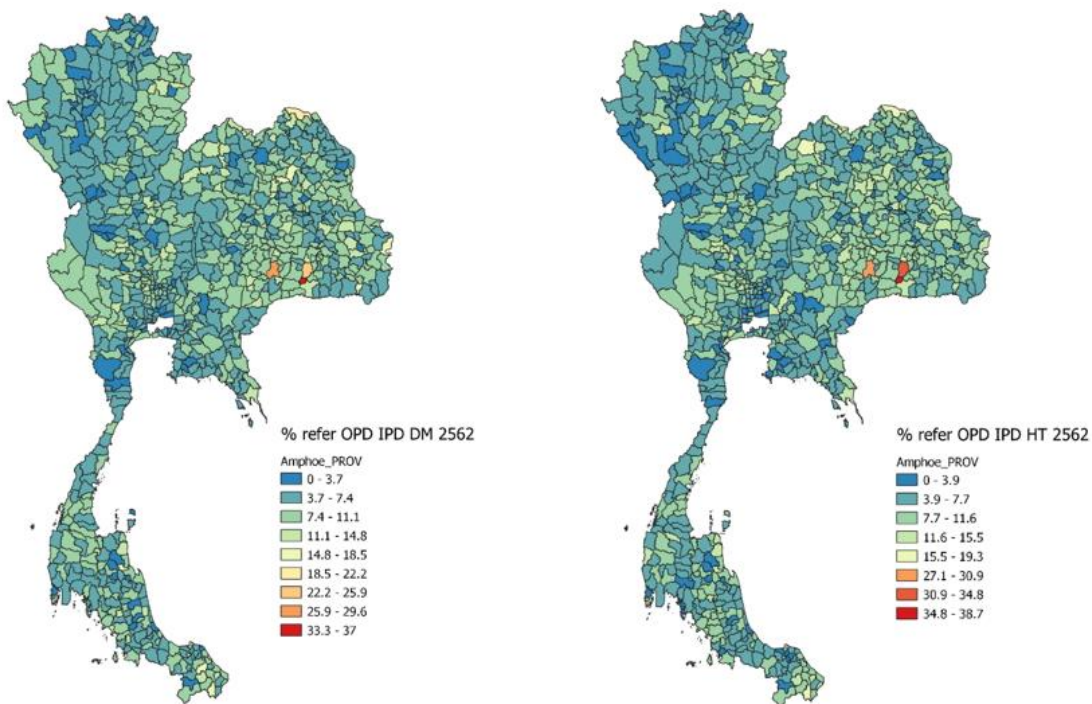 % refer OPD IPD DM 2562
Amphoe_PROV
0 - 3.7
3.7 - 7.4
7.4 - 11.1
11.1 - 14.8
14.8 - 18.5
18.5 - 22.2
22.2 - 25.9
25.9 - 29.6
33.3 - 37
% refer OPD IPD HT 2562
Amphoe_PROV
0 - 3.9
3.9 - 7.7
7.7 - 11.6
11.6 - 15.5
15.5 - 19.3
27.1 - 30.9
30.9 - 34.8
34.8 - 38.7